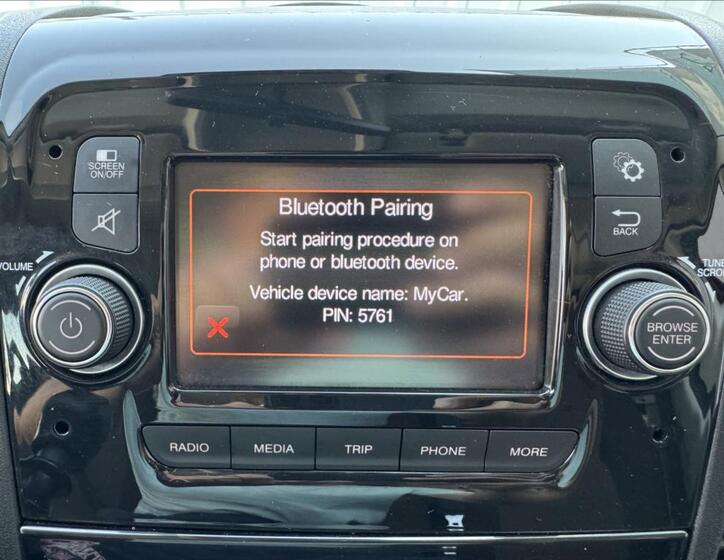 SCREEN
ON/OFF
Bluetooth Pairing
Start pairing procedure on
phone or bluetooth device.
Vehicle device name: MyCar.
PIN: 5761
BACK
VOLUME
TUNE
SCROLL
BROWSE
ENTER
RADIO
MEDIA
TRIP
PHONE
MORE